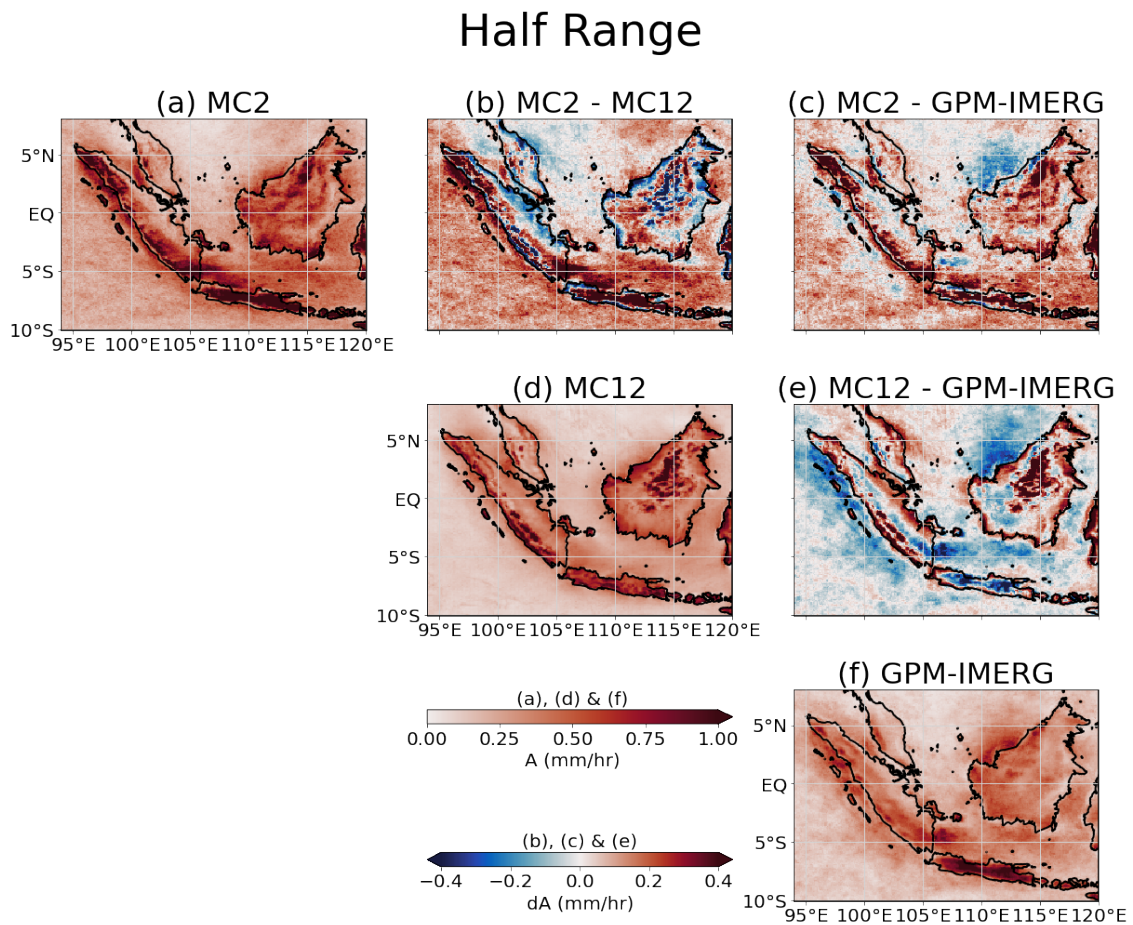 Half Range
(a) MC2
(b) MC2 - MC12
(c) MC2 - GPM-IMERG
5°N
EQ
5°S
10°S
95°E 100°E 105°E 110°E 115°E 120°E
(d) MC12
(e) MC12 - GPM-IMERG
5°N
EQ
5°S
10°S
95°E 100°E 105°E 110°E 115°E 120°E
(f) GPM-IMERG
(a), (d) & (f)
0.00 0.25 0.50 0.75 1.00
A (mm/hr)
(b), (c) & (e)
−0.4 −0.2 0.0 0.2 0.4
dA (mm/hr)
5°N
EQ
5°S
10°S
95°E 100°E 105°E 110°E 115°E 120°E